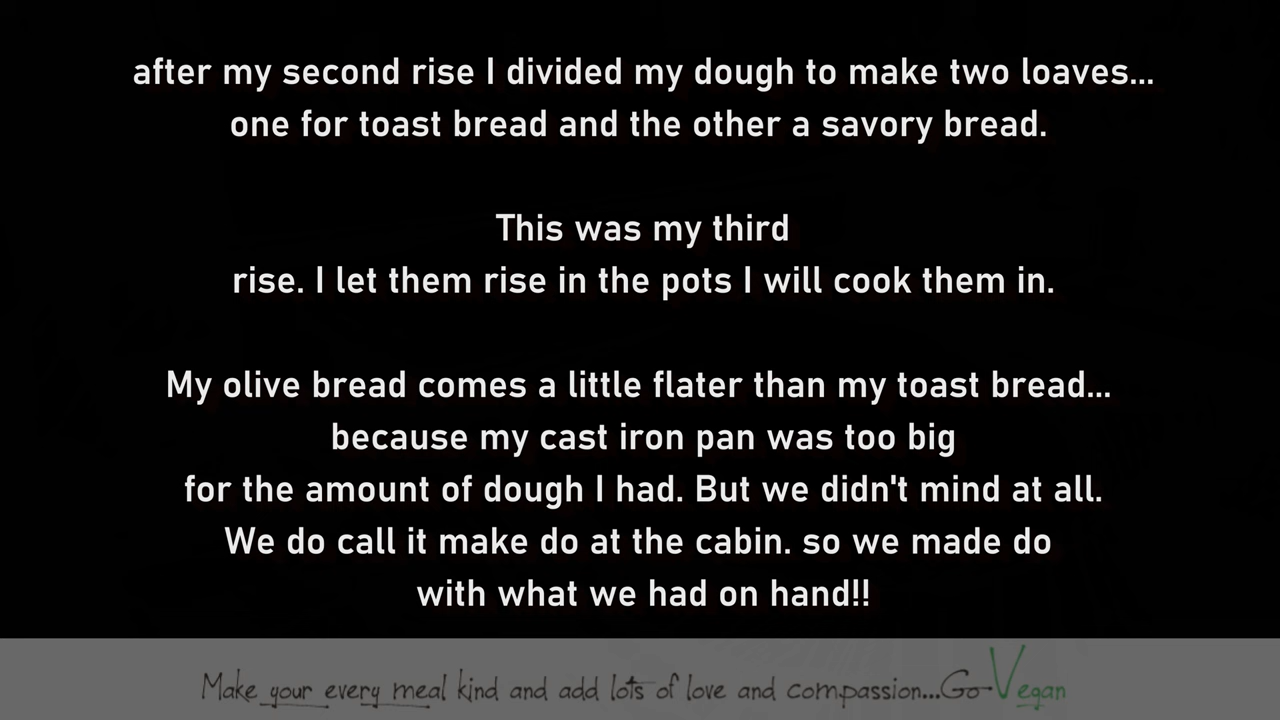 after my second rise I divided my dough to make two loaves...
one for toast bread and the other a savory bread.
This was my third
rise. I let them rise in the pots I will cook them in.
My olive bread comes a little flater than my toast bread...
because my cast iron pan was too big
for the amount of dough I had. But we didn't mind at all.
We do call it make do at the cabin. so we made do
with what we had on hand!!
Make your every meal kind and add lots of love and compassion...Go Vegan